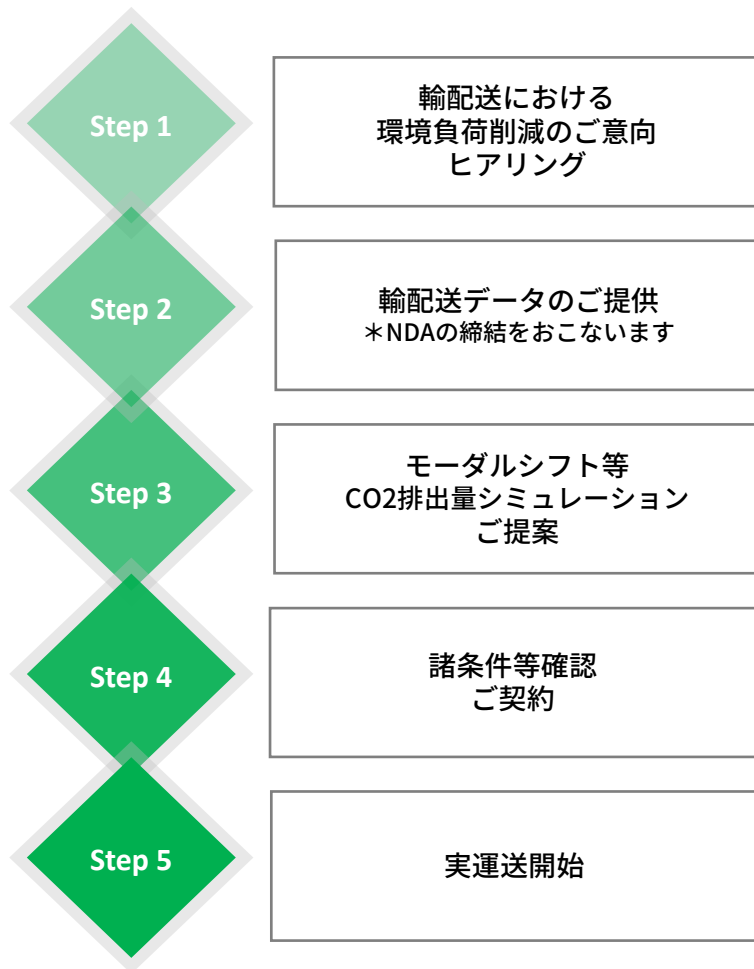 Step 1
輸配送における
環境負荷削減のご意向
ヒアリング
Step 2
輸配送データのご提供
＊NDAの締結をおこないます
Step 3
モーダルシフト等
CO2排出量シミュレーション
ご提案
Step 4
諸条件等確認
ご契約
Step 5
実運送開始